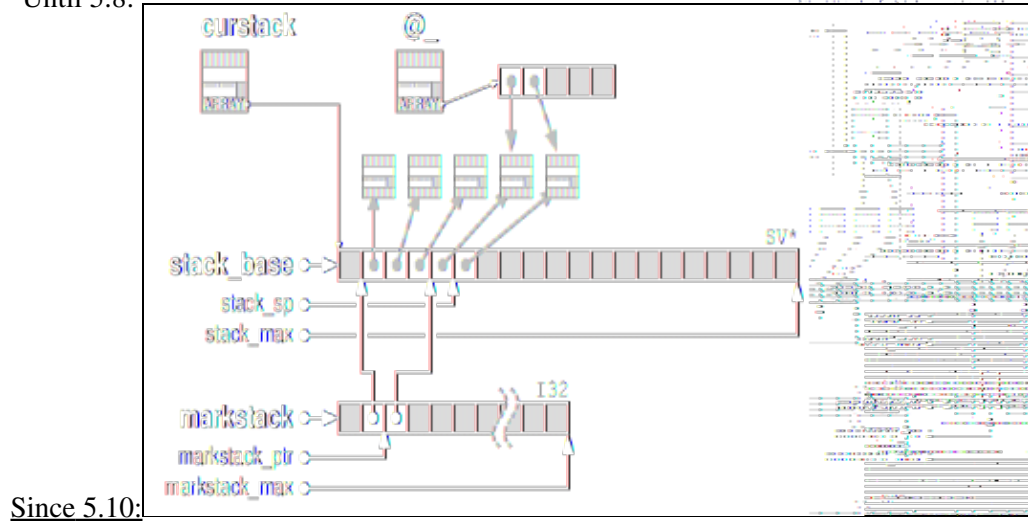 Until 5.8:
curstack @_
ARRAY ARRAY
SV*
stack_base
stack_sp
stack_max
I32
markstack
markstack_ptr
markstack_max
Since 5.10: